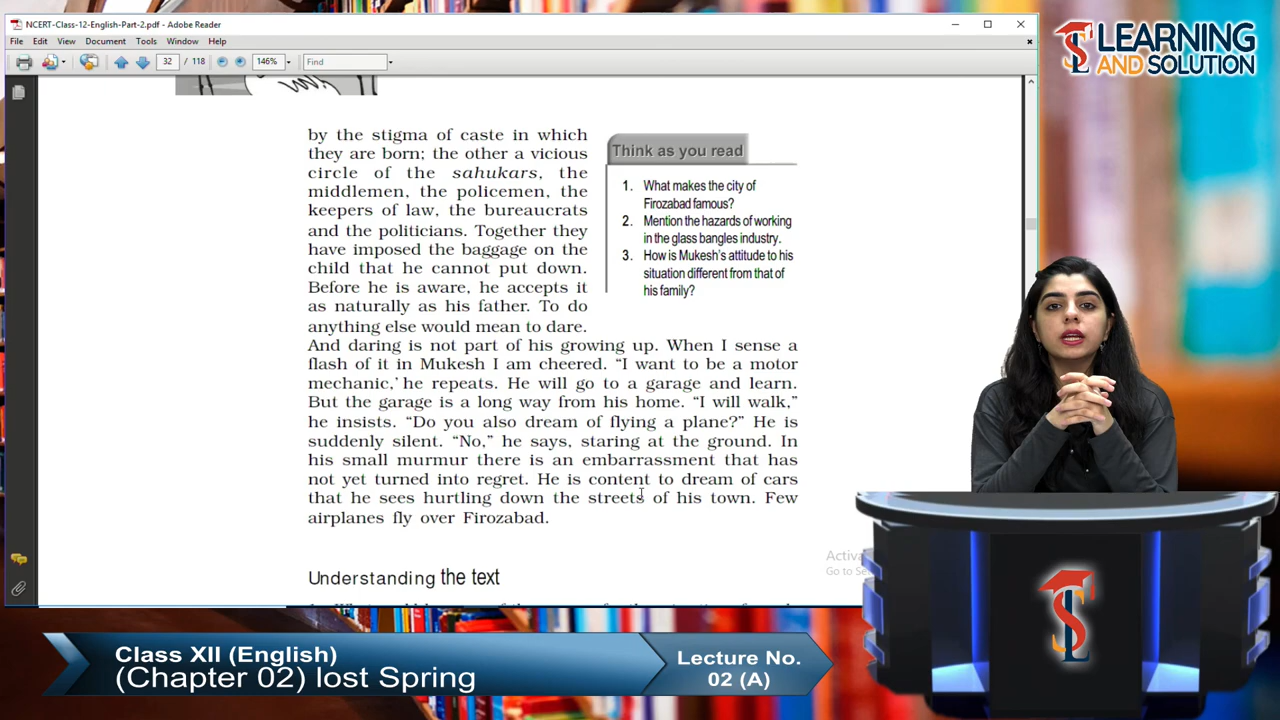 NCERT-Class-12-English-Part-2.pdf - Adobe Reader
File Edit View Document Tools Window Help
32 / 118 146% Find
LEARNING
AND SOLUTION
by the stigma of caste in which
they are born; the other a vicious
circle of the sahukars, the
middlemen, the policemen, the
keepers of law, the bureaucrats
and the politicians. Together they
have imposed the baggage on the
child that he cannot put down.
Before he is aware, he accepts it
as naturally as his father. To do
anything else would mean to dare.
And daring is not part of his growing up. When I sense a
flash of it in Mukesh I am cheered. “I want to be a motor
mechanic,’ he repeats. He will go to a garage and learn.
But the garage is a long way from his home. “I will walk,”
he insists. “Do you also dream of flying a plane?” He is
suddenly silent. “No,” he says, staring at the ground. In
his small murmur there is an embarrassment that has
not yet turned into regret. He is content to dream of cars
that he sees hurtling down the streets of his town. Few
airplanes fly over Firozabad.
Think as you read
1. What makes the city of
Firozabad famous?
2. Mention the hazards of working
in the glass bangles industry.
3. How is Mukesh’s attitude to his
situation different from that of
his family?
Understanding the text
Class XII (English)
(Chapter 02) lost Spring
Lecture No.
02 (A)